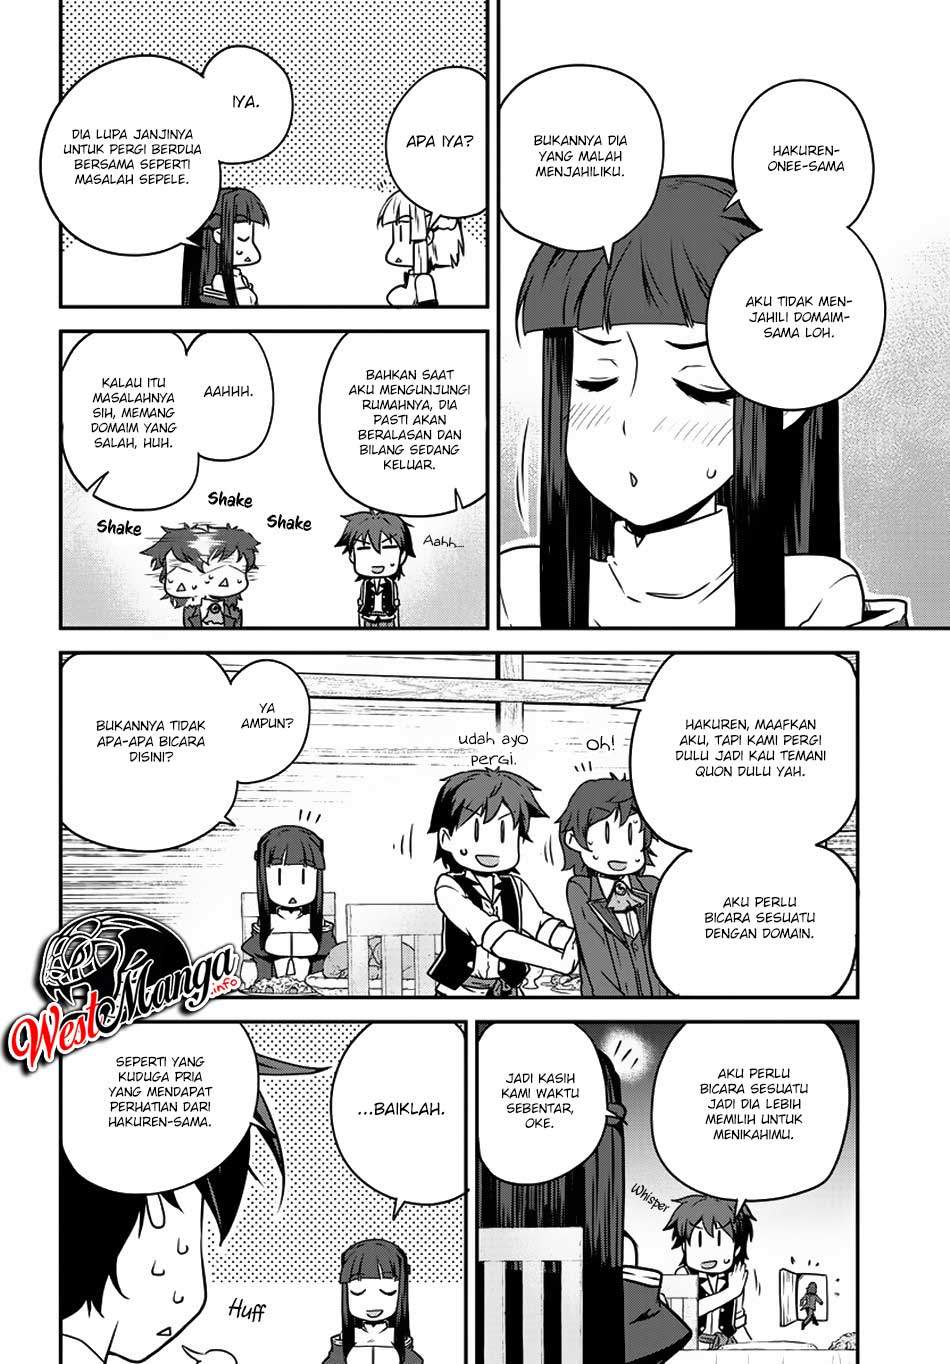 HAKUREN-
ONEE-SAMA
AKU TIDAK MEN-
JAHILI DOMAIM-
SAMA LOH.
BUKANNYA DIA
YANG MALAH
MENJAHILIKU.
APA IYA?
IYA.
DIA LUPA JANJINYA
UNTUK PERGI BERDUA
BERSAMA SEPERTI
MASALAH SEPELE.
BAHKAN SAAT
AKU MENGUNJUNGI
RUMAHNYA, DIA
PASTI AKAN
BERALASAN DAN
BILANG SEDANG
KELUAR.
Aahh...
AAHHH.
KALAU ITU
MASALAHNYA
SIH, MEMANG
DOMAIM YANG
SALAH, HUH.
Shake
Shake
Shake
HAKUREN, MAAFKAN
AKU, TAPI KAMI PERGI
DULU JADI KAU TEMANI
QUON DULU YAH.
AKU PERLU
BICARA SESUATU
DENGAN DOMAIN.
oh!
udah ayo
pergi.
YA
AMPUN?
BUKANNYA TIDAK
APA-APA BICARA
DISINI?
AKU PERLU
BICARA SESUATU
JADI DIA LEBIH
MEMILIH UNTUK
MENIKAHIMU.
Whisper
JADI KASIH
KAMI WAKTU
SEBENTAR,
OKE.
...BAIKLAH.
Huff
SEPERTI YANG
KUDUGA PRIA
YANG MENDAPAT
PERHATIAN DARI
HAKUREN-SAMA.
WestManga
.info